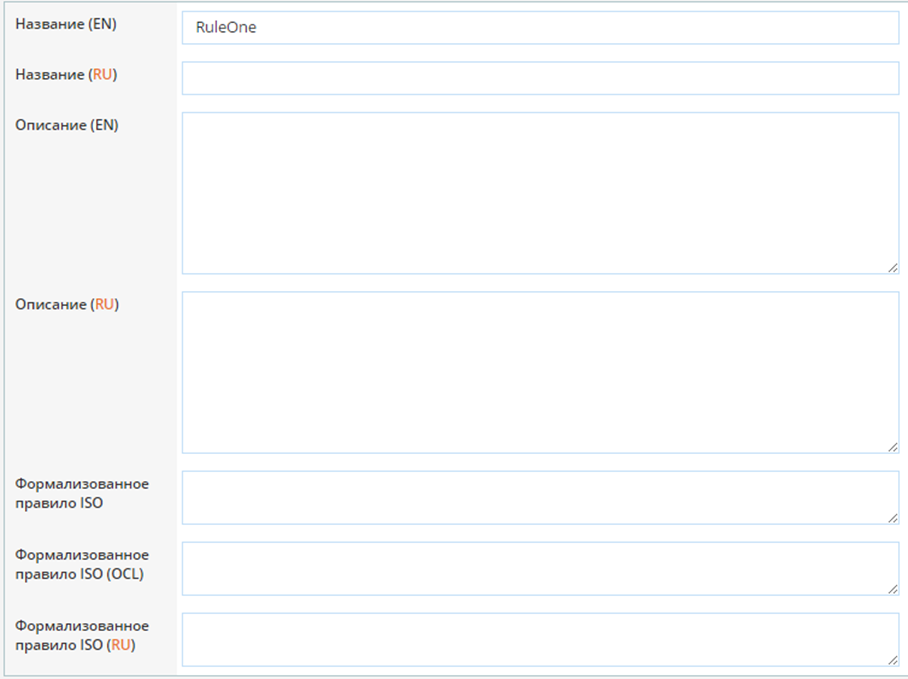 Название (EN)
RuleOne
Название (RU)
Описание (EN)
Описание (RU)
Формализованное
правило ISO
Формализованное
правило ISO (OCL)
Формализованное
правило ISO (RU)